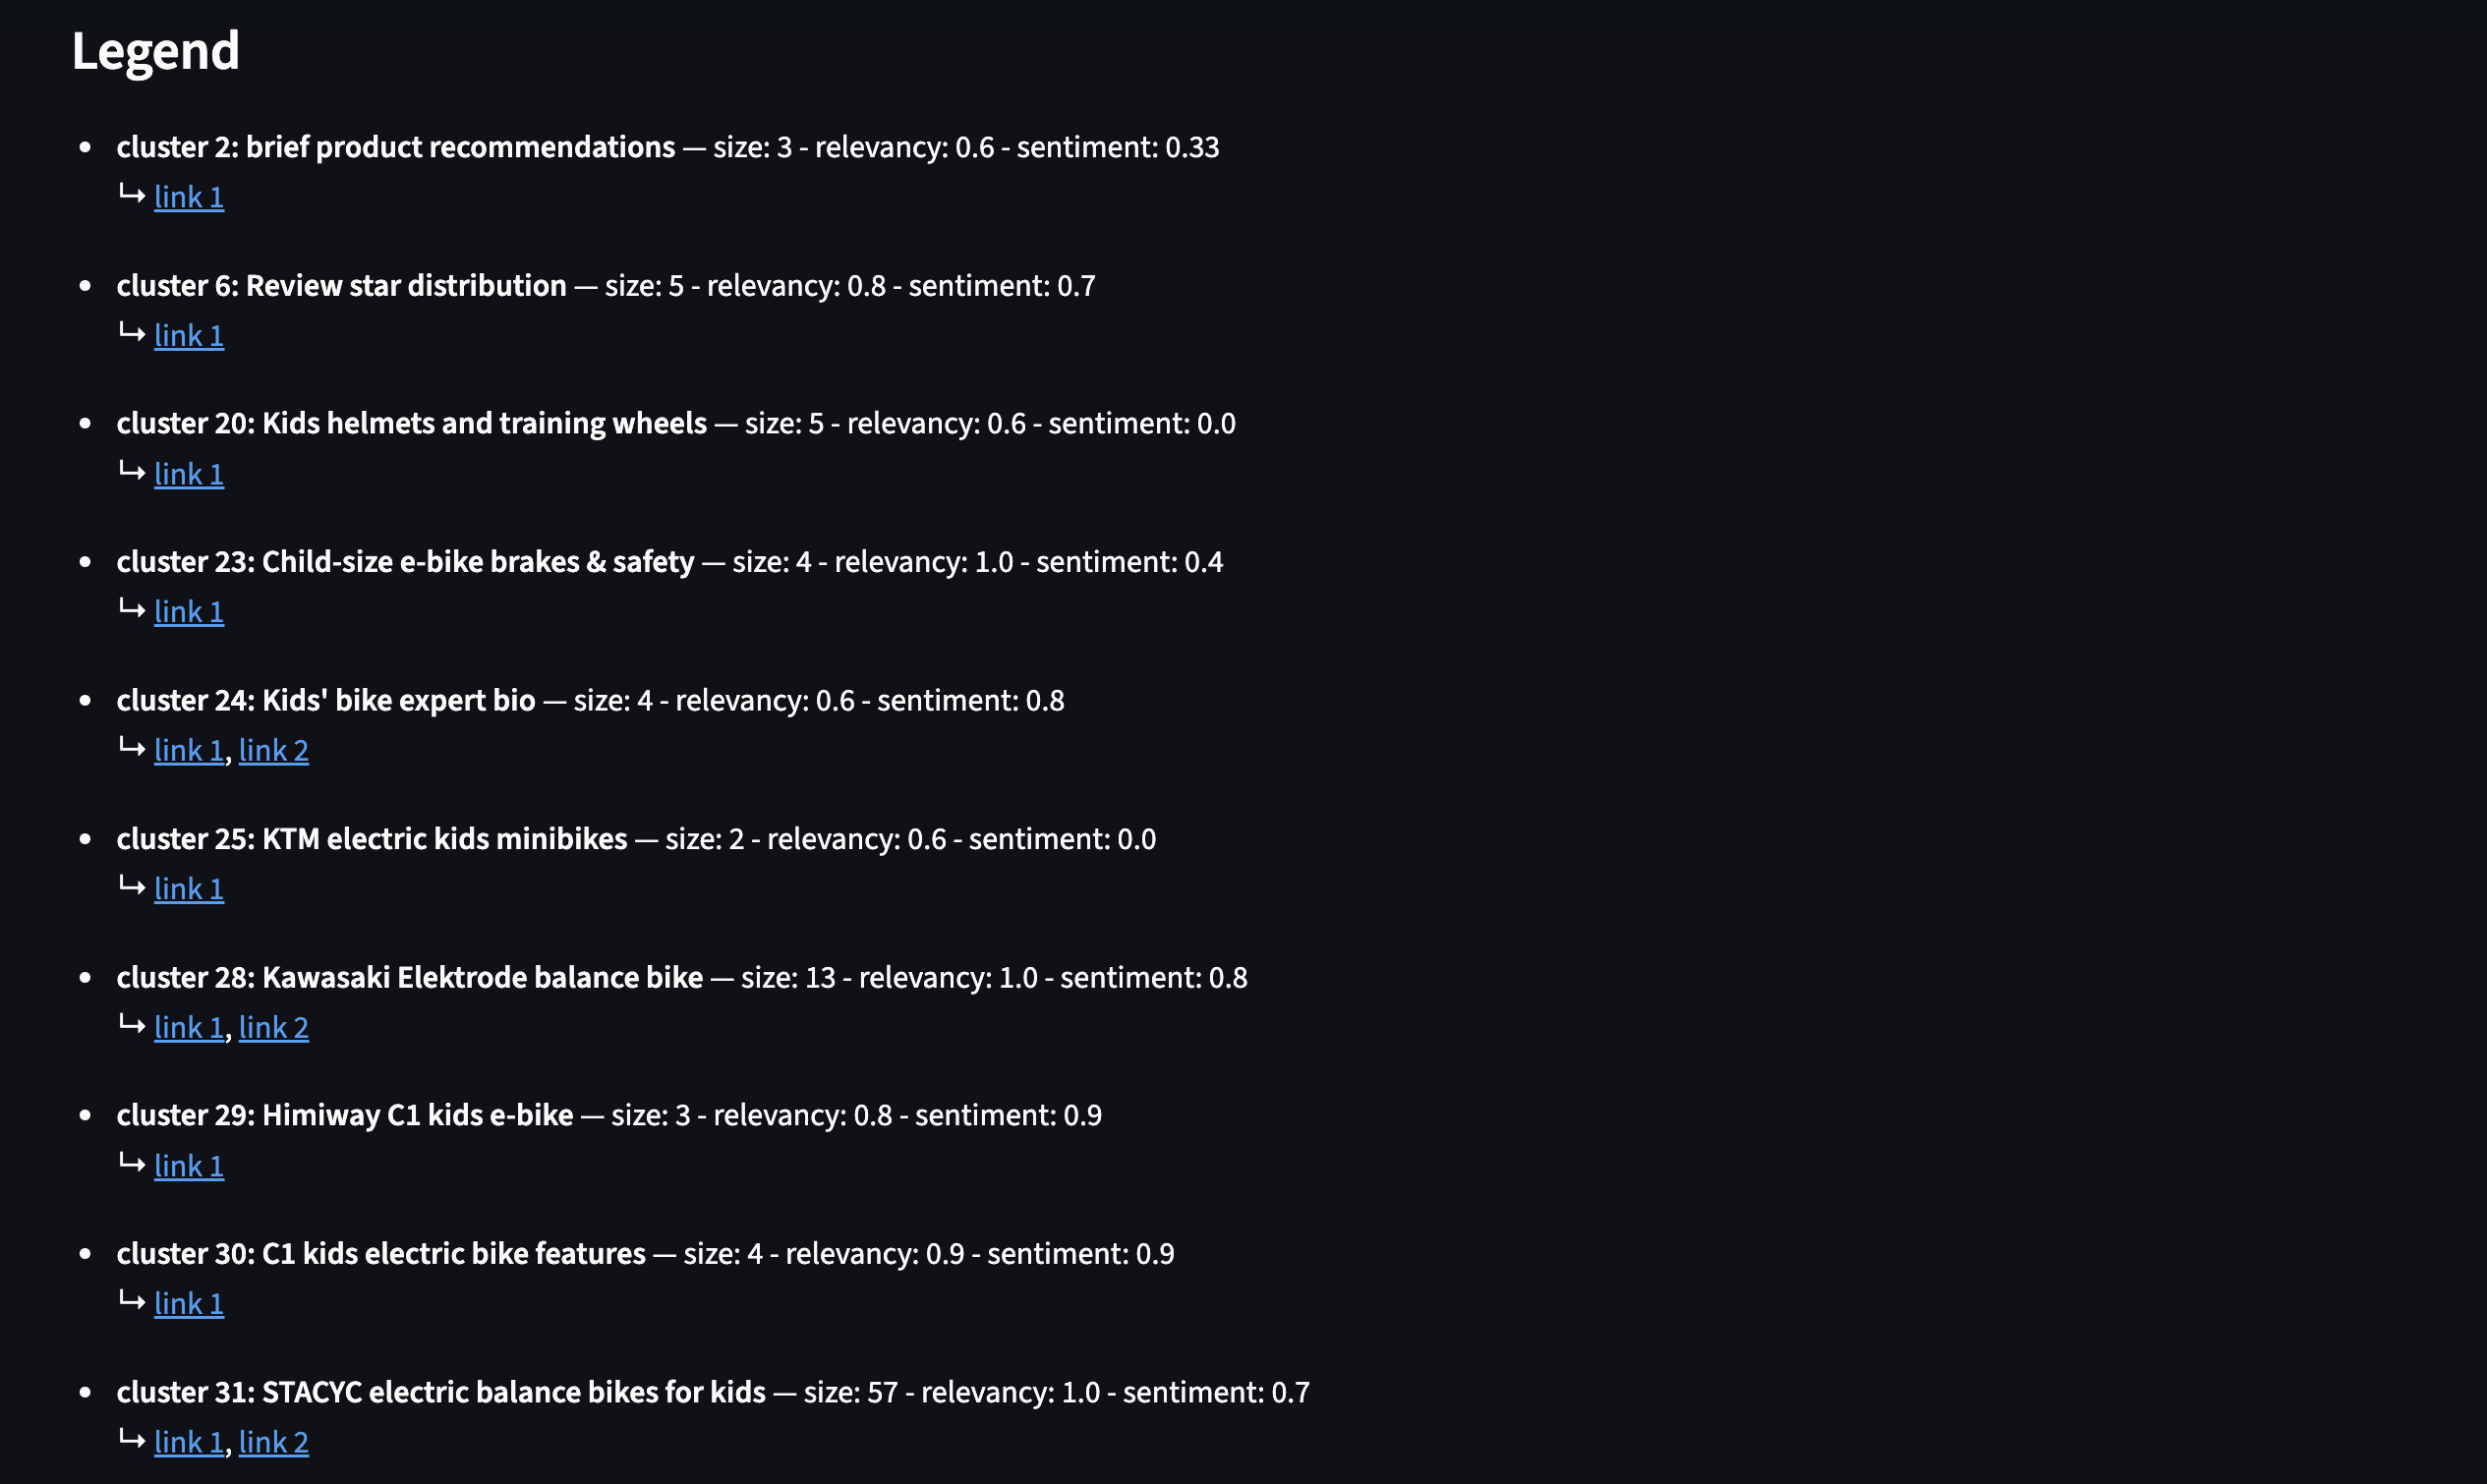 Legend
• cluster 2: brief product recommendations — size: 3 - relevancy: 0.6 - sentiment: 0.33
↳ link 1
• cluster 6: Review star distribution — size: 5 - relevancy: 0.8 - sentiment: 0.7
↳ link 1
• cluster 20: Kids helmets and training wheels — size: 5 - relevancy: 0.6 - sentiment: 0.0
↳ link 1
• cluster 23: Child-size e-bike brakes & safety — size: 4 - relevancy: 1.0 - sentiment: 0.4
↳ link 1
• cluster 24: Kids' bike expert bio — size: 4 - relevancy: 0.6 - sentiment: 0.8
↳ link 1, link 2
• cluster 25: KTM electric kids minibikes — size: 2 - relevancy: 0.6 - sentiment: 0.0
↳ link 1
• cluster 28: Kawasaki Elektrode balance bike — size: 13 - relevancy: 1.0 - sentiment: 0.8
↳ link 1, link 2
• cluster 29: Himiway C1 kids e-bike — size: 3 - relevancy: 0.8 - sentiment: 0.9
↳ link 1
• cluster 30: C1 kids electric bike features — size: 4 - relevancy: 0.9 - sentiment: 0.9
↳ link 1
• cluster 31: STACYC electric balance bikes for kids — size: 57 - relevancy: 1.0 - sentiment: 0.7
↳ link 1, link 2